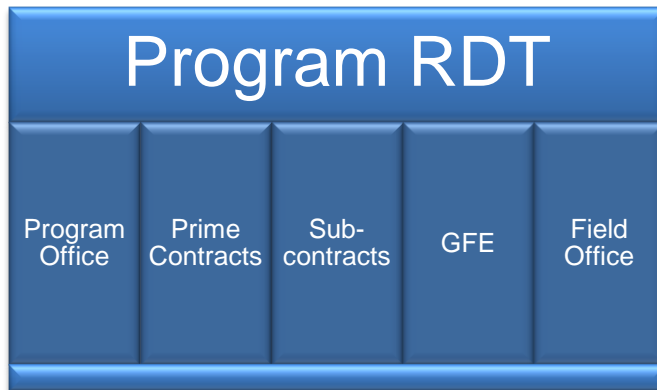 Program RDT
Program
Office
Prime
Contracts
Sub-
contracts
GFE
Field
Office